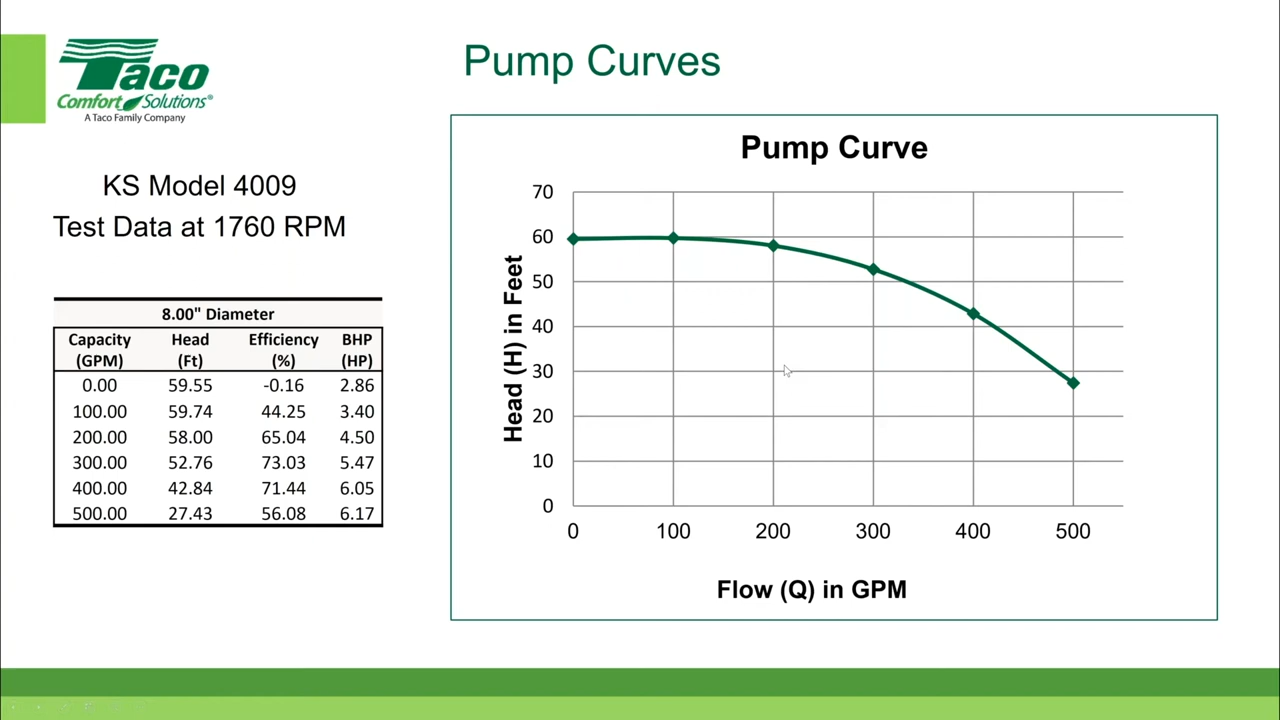 Taco
Comfort Solutions®
A Taco Family Company
Pump Curves
KS Model 4009
Test Data at 1760 RPM
8.00" Diameter
Capacity Head Efficiency BHP
(GPM) (Ft) (%) (HP)
0.00 59.55 -0.16 2.86
100.00 59.74 44.25 3.40
200.00 58.00 65.04 4.50
300.00 52.76 73.03 5.47
400.00 42.84 71.44 6.05
500.00 27.43 56.08 6.17
Pump Curve
Head (H) in Feet
70
60
50
40
30
20
10
0
0 100 200 300 400 500
Flow (Q) in GPM